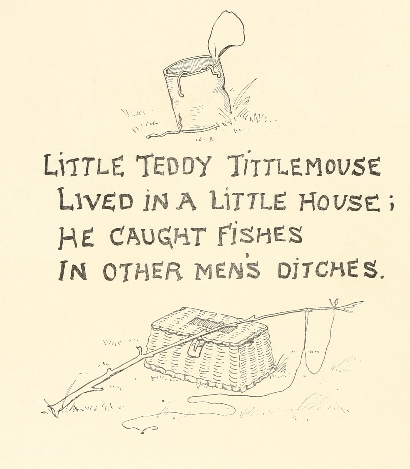 LITTLE TEDDY TITTLEMOUSE
LIVED IN A LITTLE HOUSE;
HE CAUGHT FISHES
IN OTHER MEN'S DITCHES.